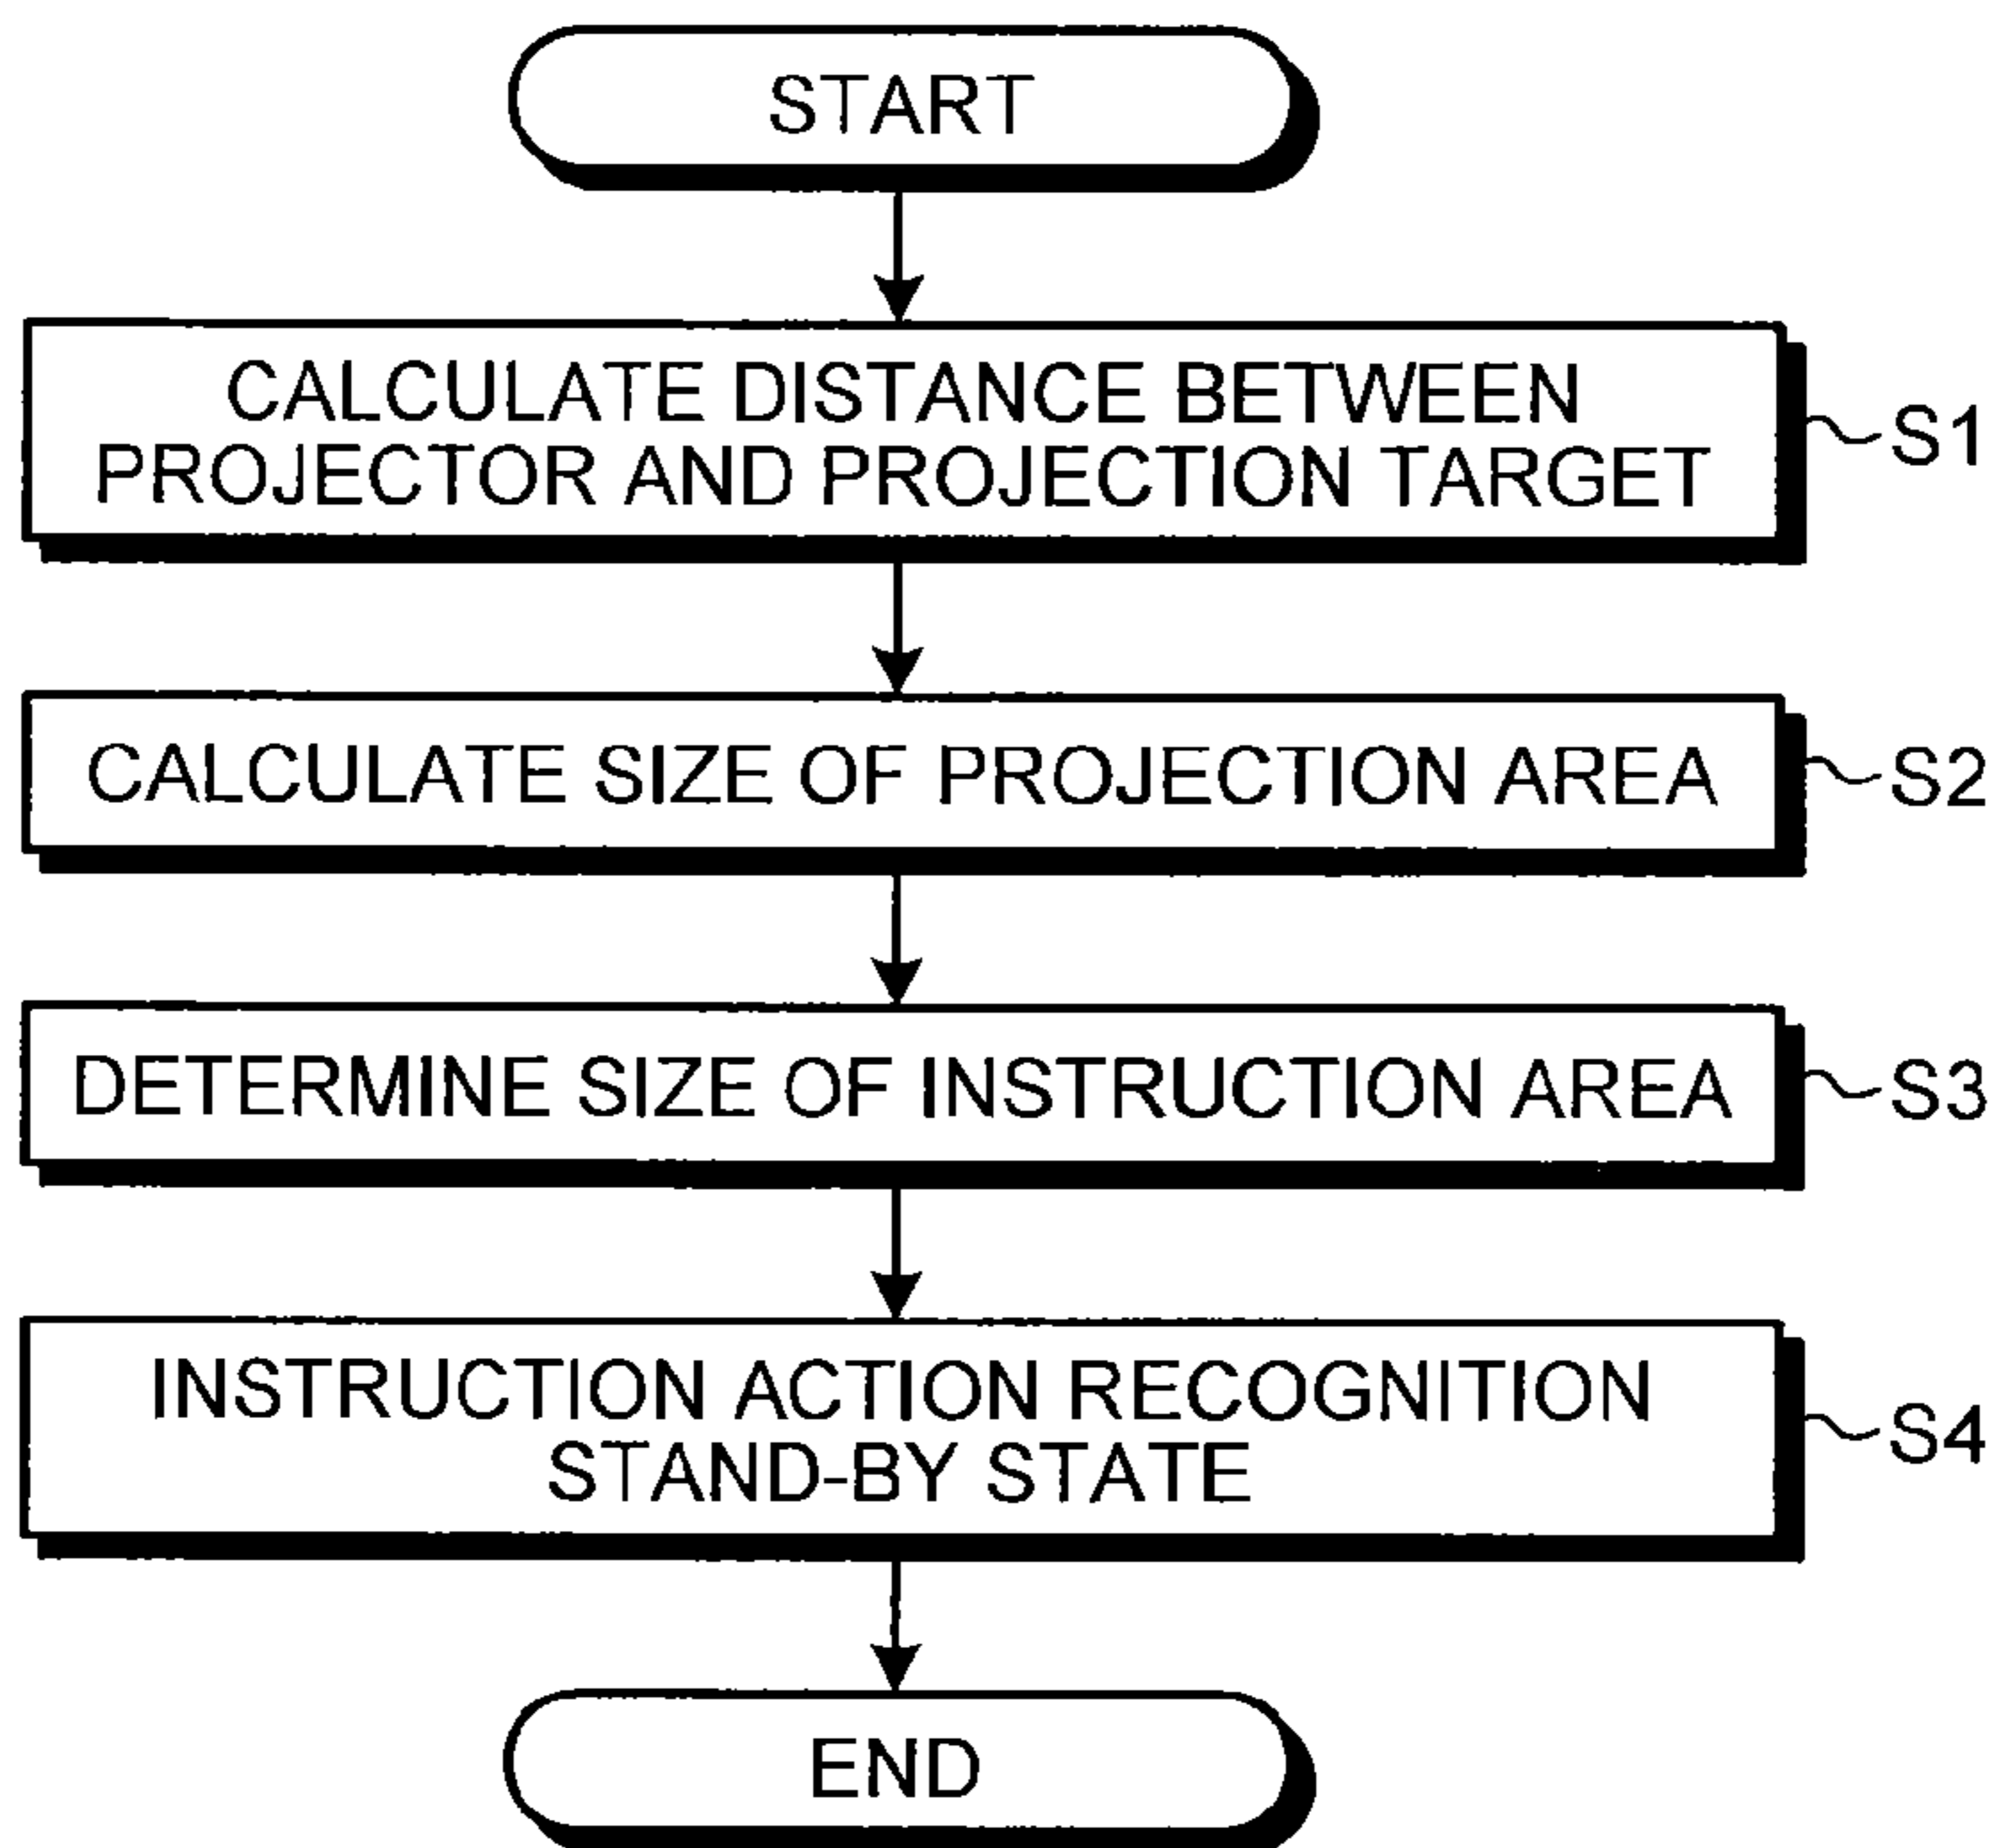 START
CALCULATE DISTANCE BETWEEN
PROJECTOR AND PROJECTION TARGET
S1
CALCULATE SIZE OF PROJECTION AREA
S2
DETERMINE SIZE OF INSTRUCTION AREA
S3
INSTRUCTION ACTION RECOGNITION
STAND-BY STATE
S4
END